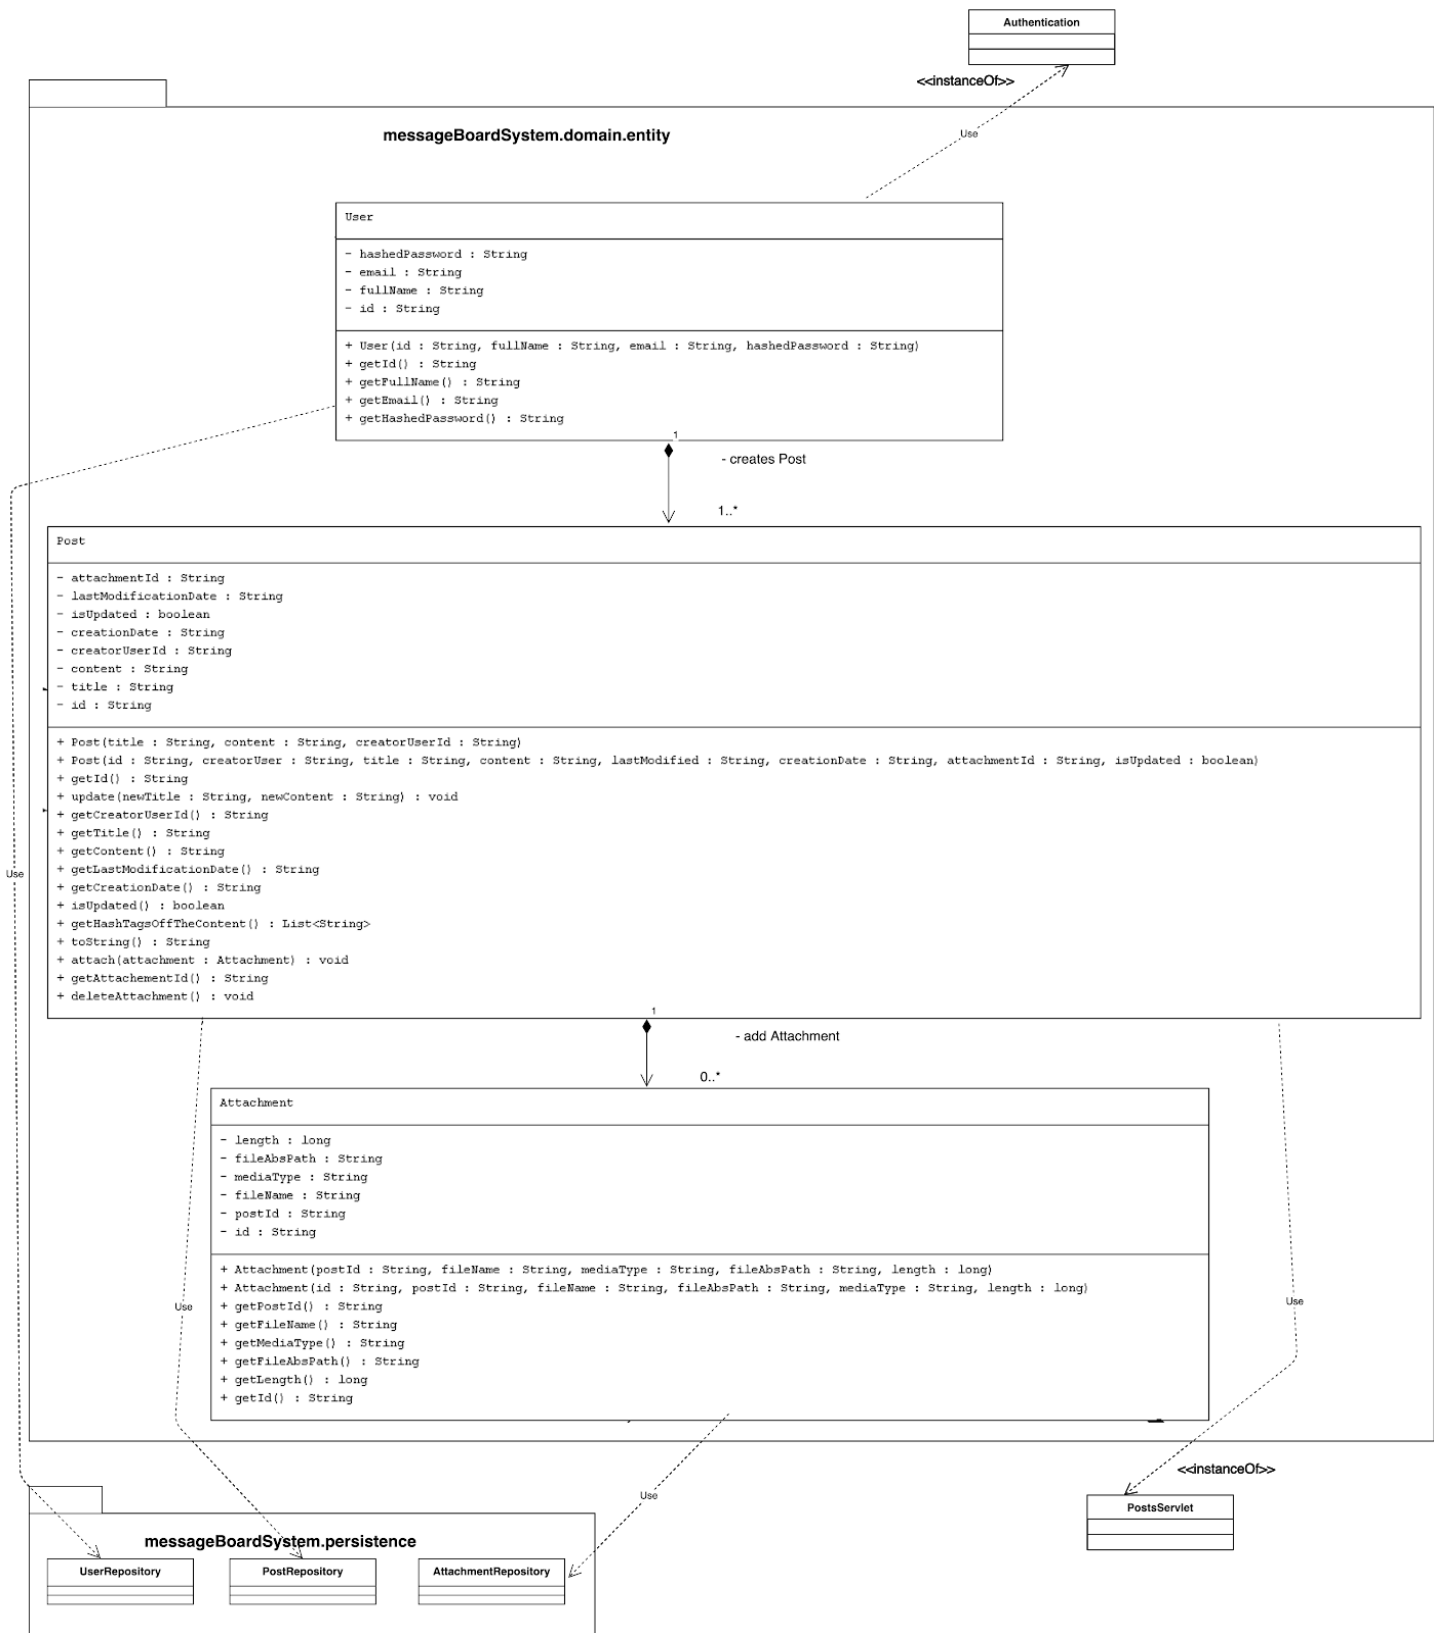 Authentication
<<instanceOf>>
Use
messageBoardSystem.domain.entity
User
- hashedPassword : String
- email : String
- fullName : String
- id : String
+ User(id : String, fullName : String, email : String, hashedPassword : String)
+ getId() : String
+ getFullName() : String
+ getEmail() : String
+ getHashedPassword() : String
1
- creates Post
1..*
Post
- attachmentId : String
- lastModificationDate : String
- isUpdated : boolean
- creationDate : String
- creatorUserId : String
- content : String
- title : String
- id : String
+ Post(title : String, content : String, creatorUserId : String)
+ Post(id : String, creatorUser : String, title : String, content : String, lastModified : String, creationDate : String, attachmentId : String, isUpdated : boolean)
+ getId() : String
+ update(newTitle : String, newContent : String) : void
+ getCreatorUserId() : String
+ getTitle() : String
+ getContent() : String
+ getLastModificationDate() : String
Use
+ getCreationDate() : String
+ isUpdated() : boolean
+ getHashTagsOffTheContent() : List<String>
+ toString() : String
+ attach(attachment : Attachment) : void
+ getAttachementId() : String
+ deleteAttachment() : void
1
- add Attachment
0..*
Attachment
- length : long
- fileAbsPath : String
- mediaType : String
- fileName : String
- postId : String
- id : String
+ Attachment(postId : String, fileName : String, mediaType : String, fileAbsPath : String, length : long)
+ Attachment(id : String, postId : String, fileName : String, fileAbsPath : String, mediaType : String, length : long)
+ getPostId() : String
Use
Use
+ getFileName() : String
+ getMediaType() : String
+ getFileAbsPath() : String
+ getLength() : long
+ getId() : String
<<instanceOf>>
Use
PostsServlet
messageBoardSystem.persistence
UserRepository
PostRepository
AttachmentRepository